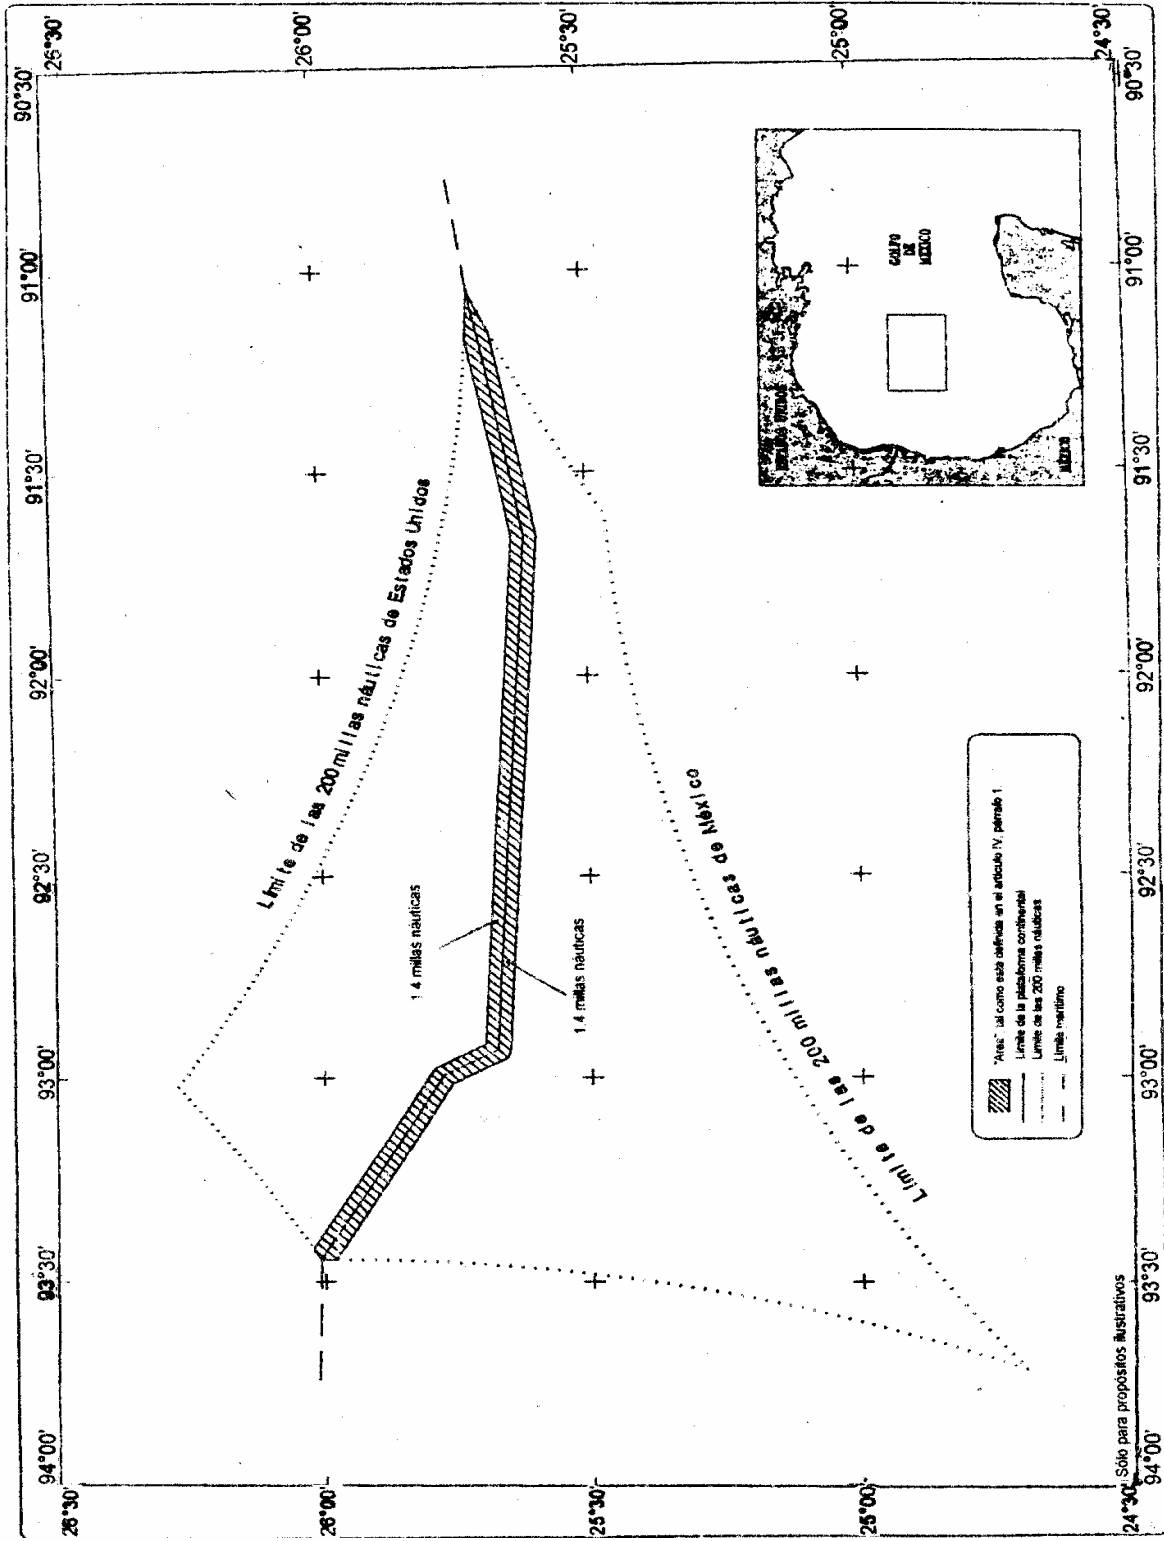 94°00'
93°30'
93°00'
92°30'
92°00'
91°30'
91°00'
90°30'
26°30'
26°30'
26°00'
26°00'
25°30'
25°30'
25°00'
25°00'
24°30'
24°30'
Límite de las 200 millas náuticas de Estados Unidos
1.4 millas náuticas
1.4 millas náuticas
Límite de las 200 millas náuticas de México
"Area" tal como está definida en el artículo IV, párrafo 1.
Límite de la plataforma continental
Límite de las 200 millas náuticas
Límite marítimo
ESTADOS UNIDOS
GOLFO
DE
MEXICO
MÉXICO
Sólo para propósitos ilustrativos
94°00'
93°30'
93°00'
92°30'
92°00'
91°30'
91°00'
90°30'